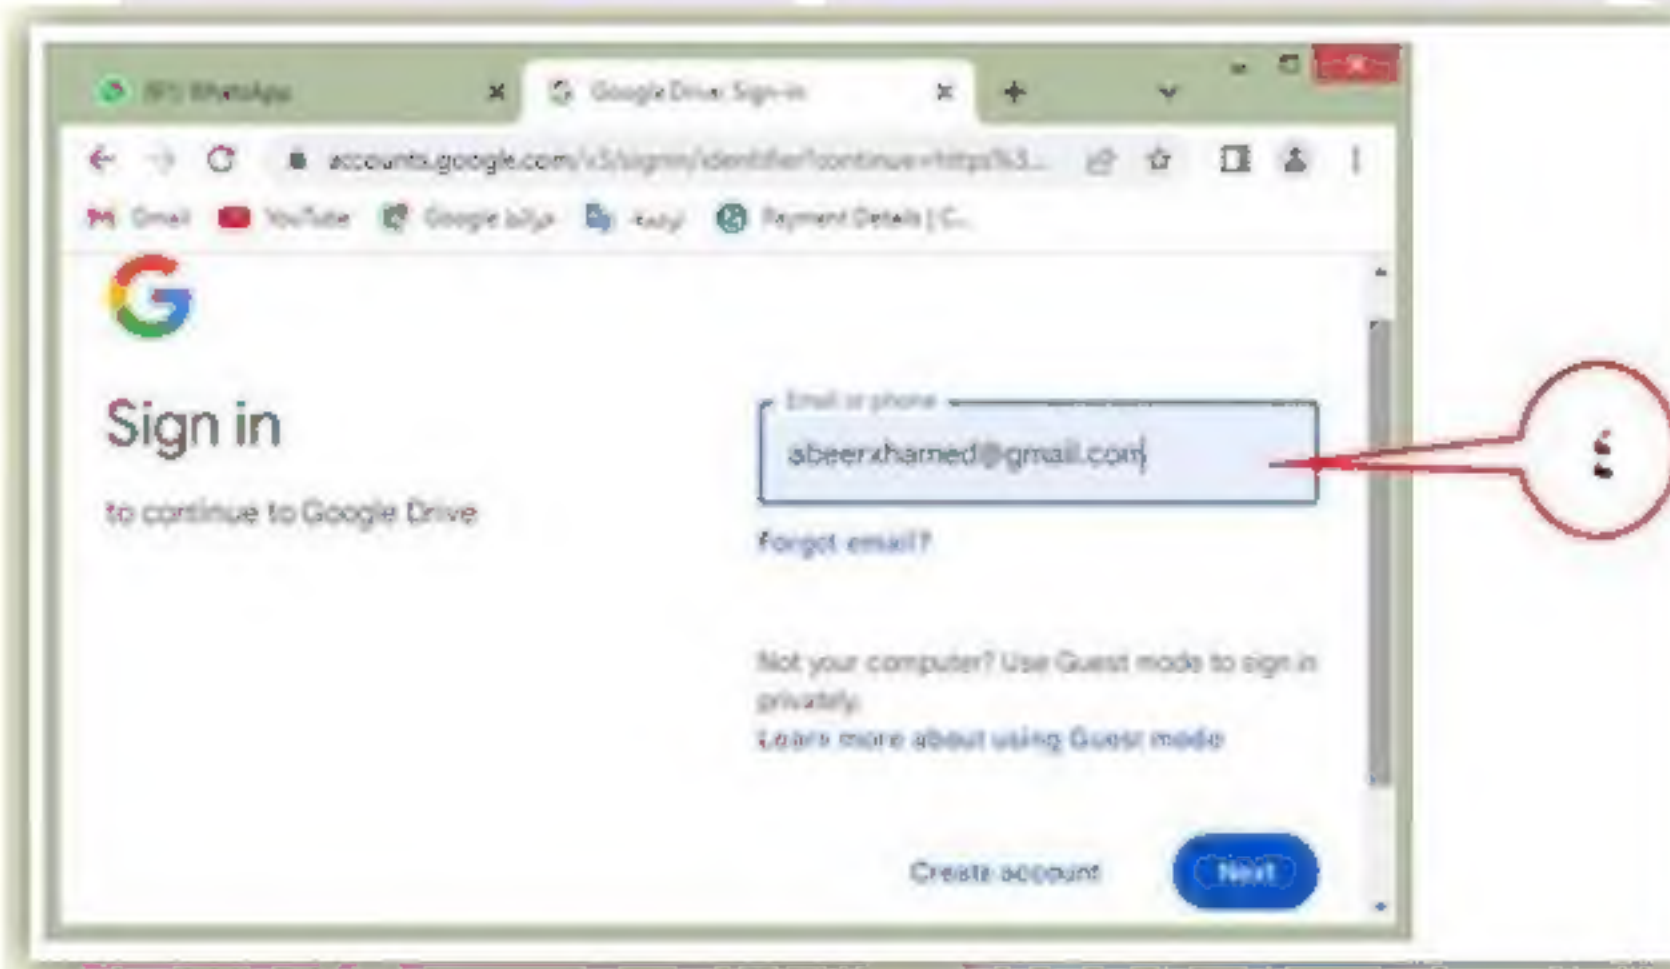 WhatsApp
Google Drive: Sign-in
accounts.google.com/v3/signin/identifier?continue=https%3...
Gmail YouTube Google خرائط ترجمة Payment Details | C...
Sign in
to continue to Google Drive
Email or phone
abeerxhamed@gmail.com
Forgot email?
Not your computer? Use Guest mode to sign in
privately.
Learn more about using Guest mode
Create account
Next